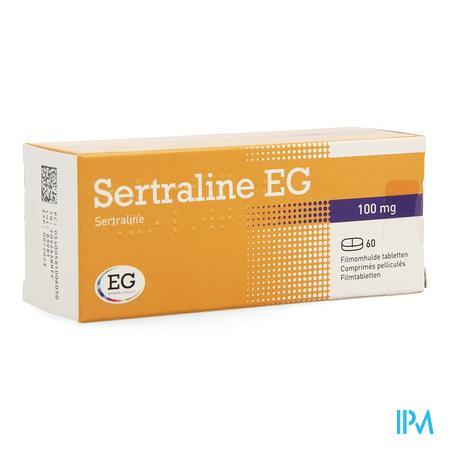 Sertraline EG
Sertraline
100 mg
60
Filmomhulde tabletten
Comprimés pelliculés
Filmtabletten
EG
IPM